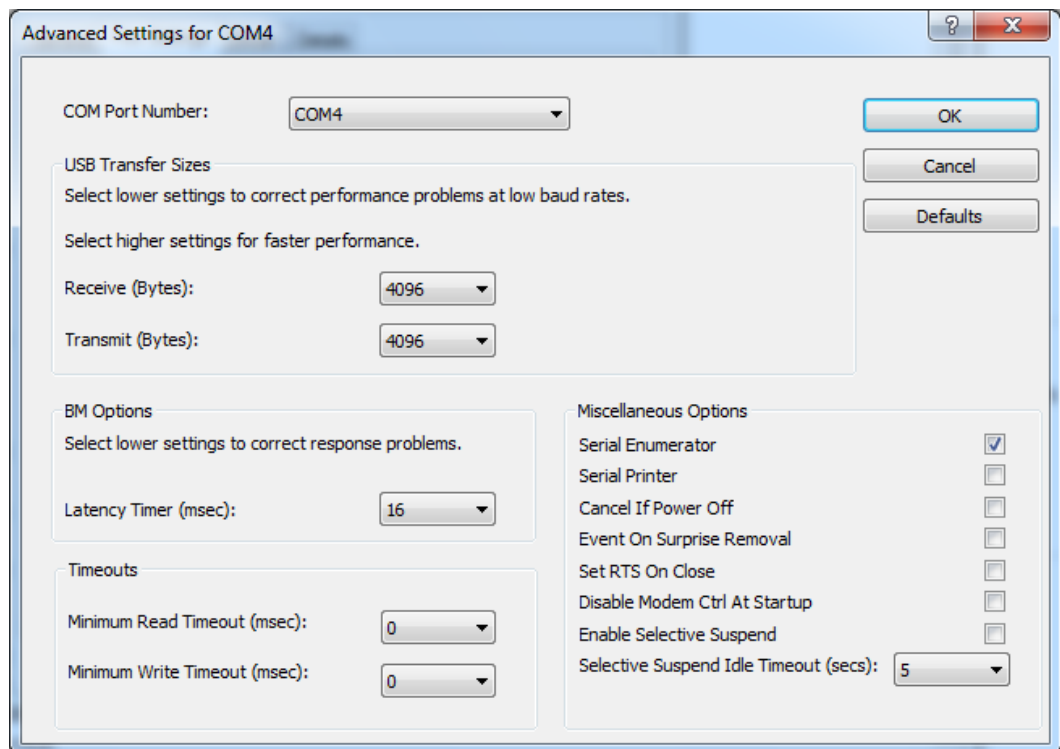 Advanced Settings for COM4
COM Port Number:
COM4
OK
USB Transfer Sizes
Cancel
Select lower settings to correct performance problems at low baud rates.
Defaults
Select higher settings for faster performance.
Receive (Bytes):
4096
Transmit (Bytes):
4096
BM Options
Select lower settings to correct response problems.
Latency Timer (msec):
16
Timeouts
Minimum Read Timeout (msec):
0
Minimum Write Timeout (msec):
0
Miscellaneous Options
Serial Enumerator
Serial Printer
Cancel If Power Off
Event On Surprise Removal
Set RTS On Close
Disable Modem Ctrl At Startup
Enable Selective Suspend
Selective Suspend Idle Timeout (secs):
5